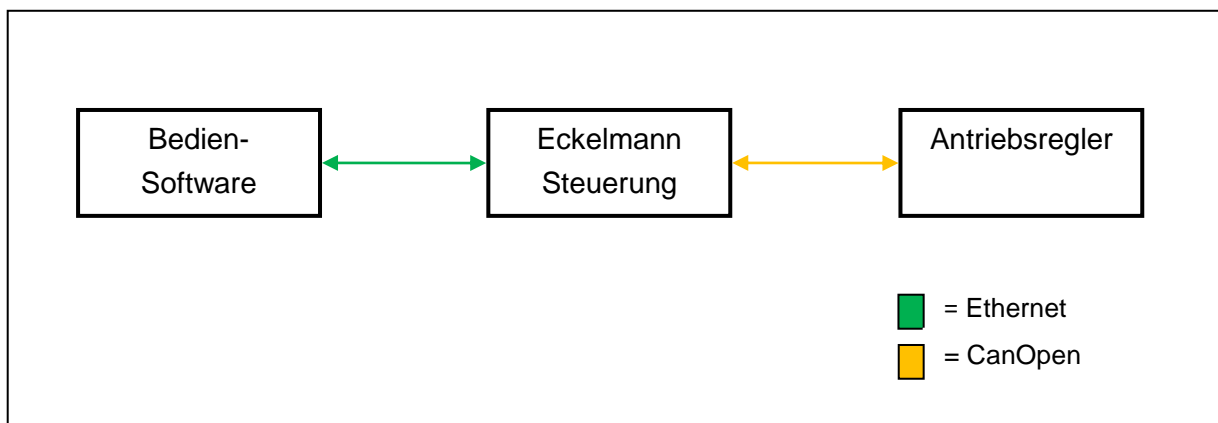 Bedien-
Software
Eckelmann
Steuerung
Antriebsregler
= Ethernet
= CanOpen